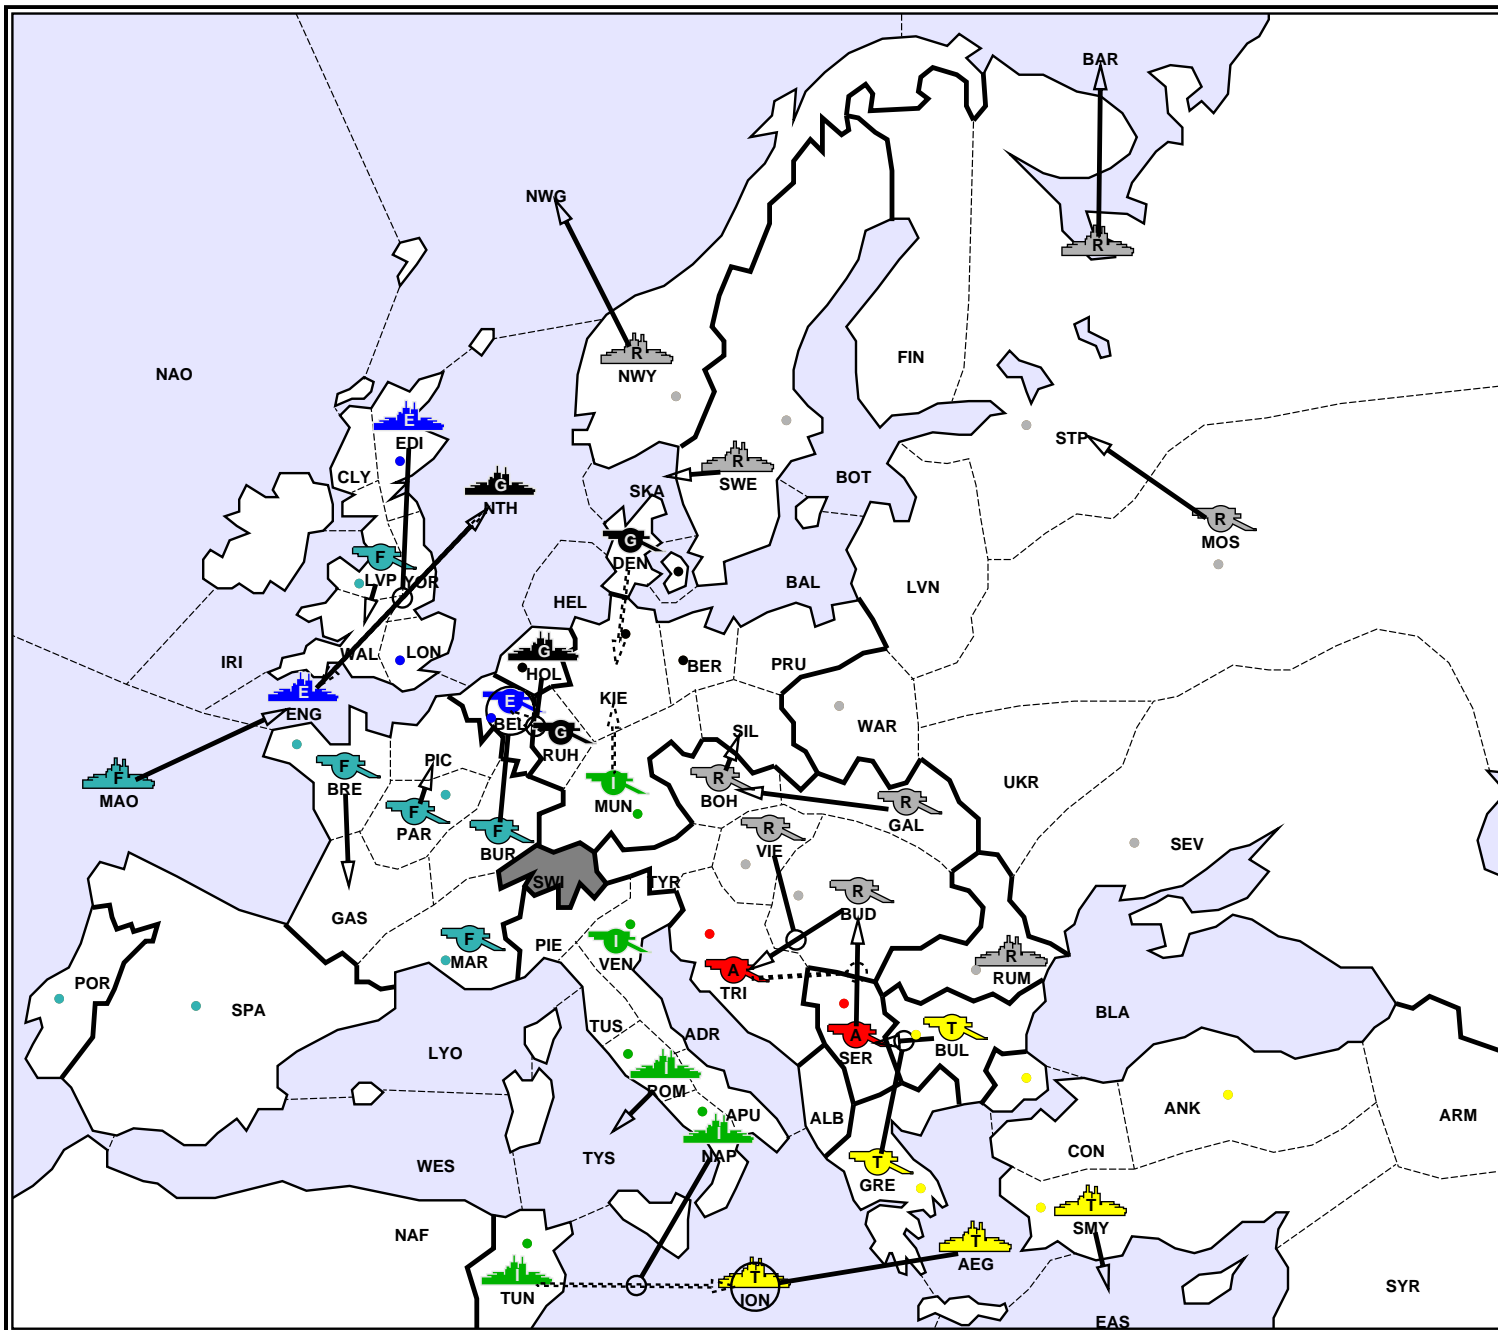 BAR
R
NWG
R
NWY
FIN
NAO
E
EDI
STP
CLY
R
SWE
BOT
G
NTH
SKA
R
MOS
G
DEN
F
LVP
YOR
HEL
BAL
LVN
IRI
WAL
LON
G
HOL
BER
PRU
E
ENG
E
BEL
KIE
WAR
SIL
G
RUH
F
MAO
F
BRE
PIC
I
MUN
R
BOH
R
GAL
UKR
F
PAR
F
BUR
R
VIE
SEV
SWI
TYR
R
BUD
GAS
F
MAR
PIE
I
VEN
A
TRI
R
RUM
POR
SPA
BLA
TUS
ADR
A
SER
T
BUL
LYO
I
ROM
APU
ALB
ANK
ARM
I
NAP
CON
WES
TYS
T
GRE
T
SMY
NAF
T
AEG
I
TUN
T
ION
SYR
EAS